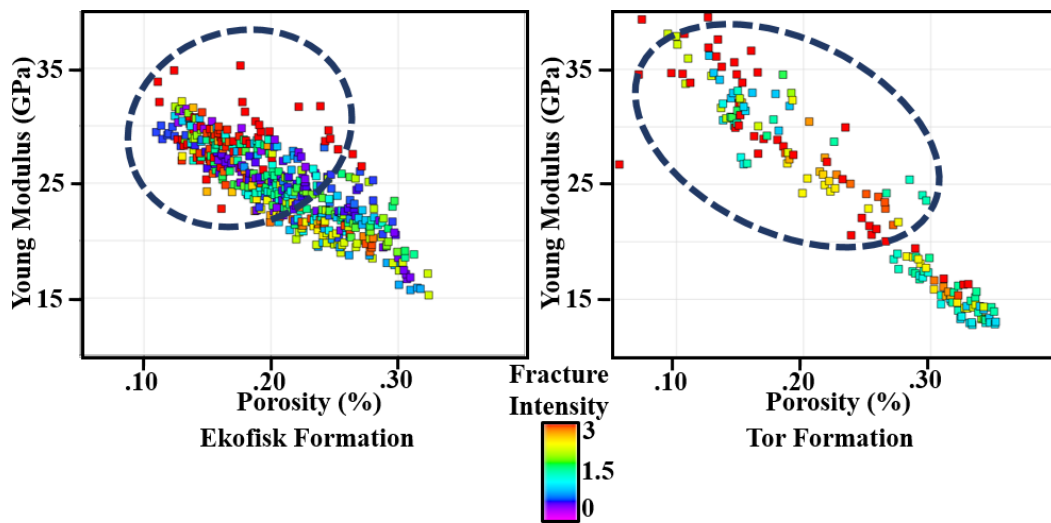 Young Modulus (GPa)
35
25
15
.10
.20
.30
Porosity (%)
Ekofisk Formation
Young Modulus (GPa)
35
25
15
.10
.20
.30
Porosity (%)
Tor Formation
Fracture
Intensity
3
1.5
0